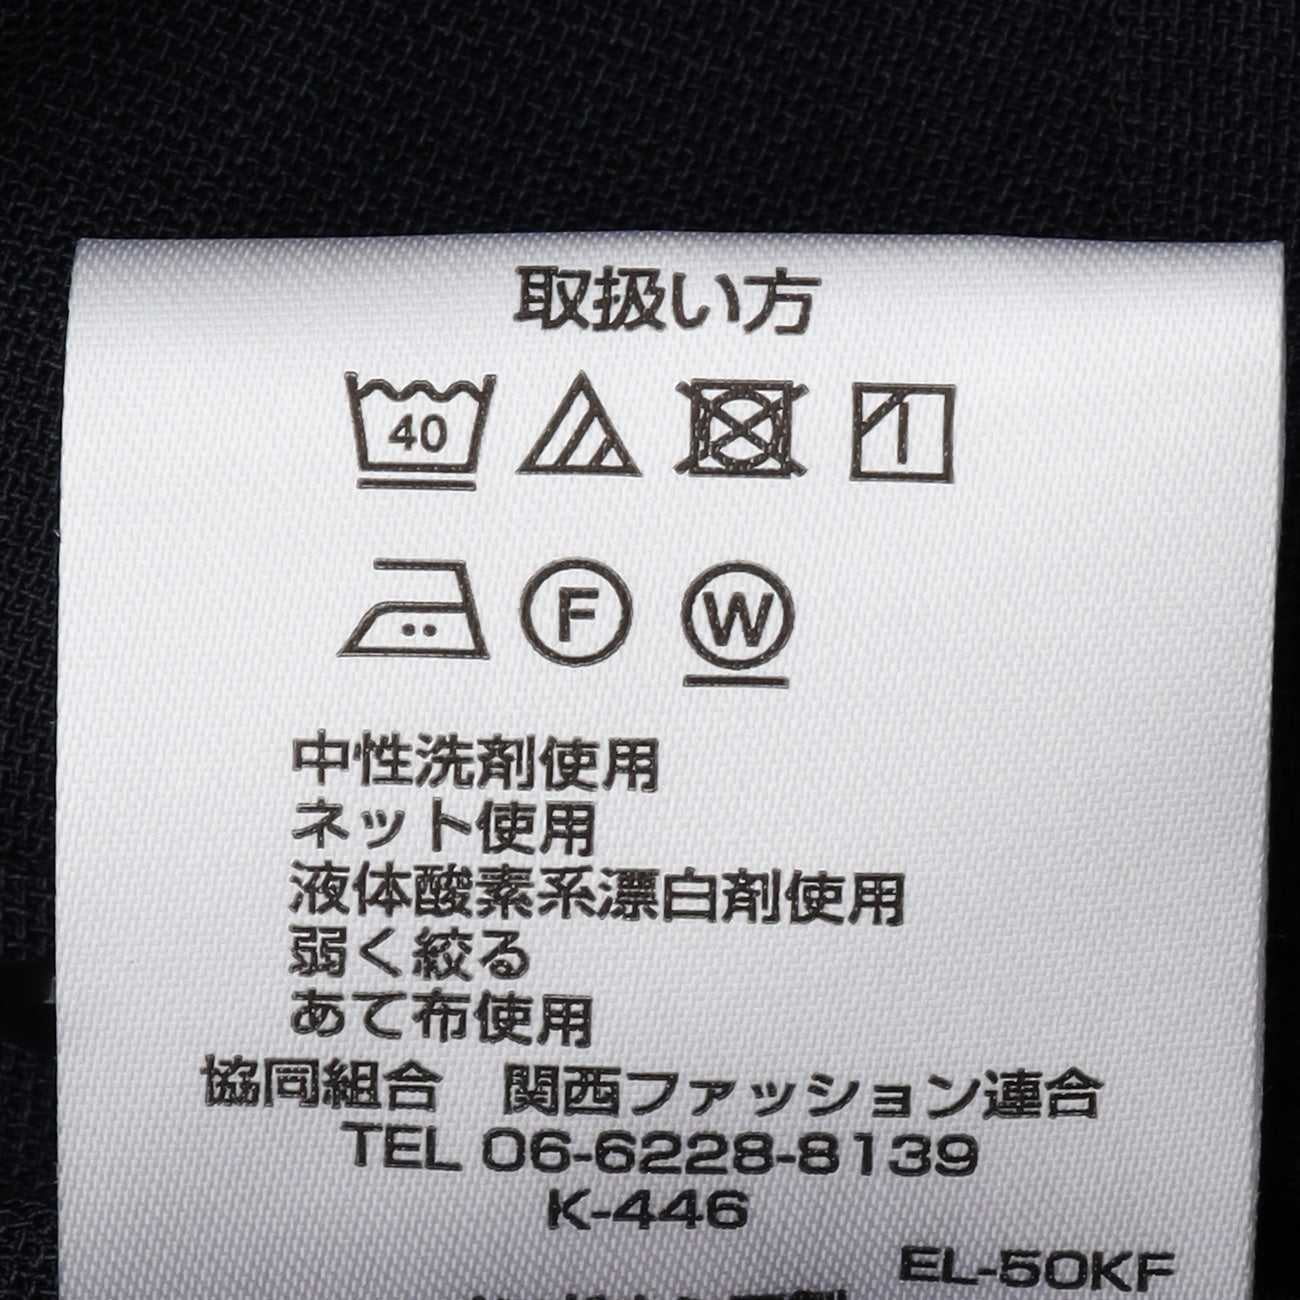 取扱い方
40
F W
中性洗剤使用
ネット使用
液体酸素系漂白剤使用
弱く絞る
あて布使用
協同組合 関西ファッション連合
TEL 06-6228-8139
K-446
EL-50KF